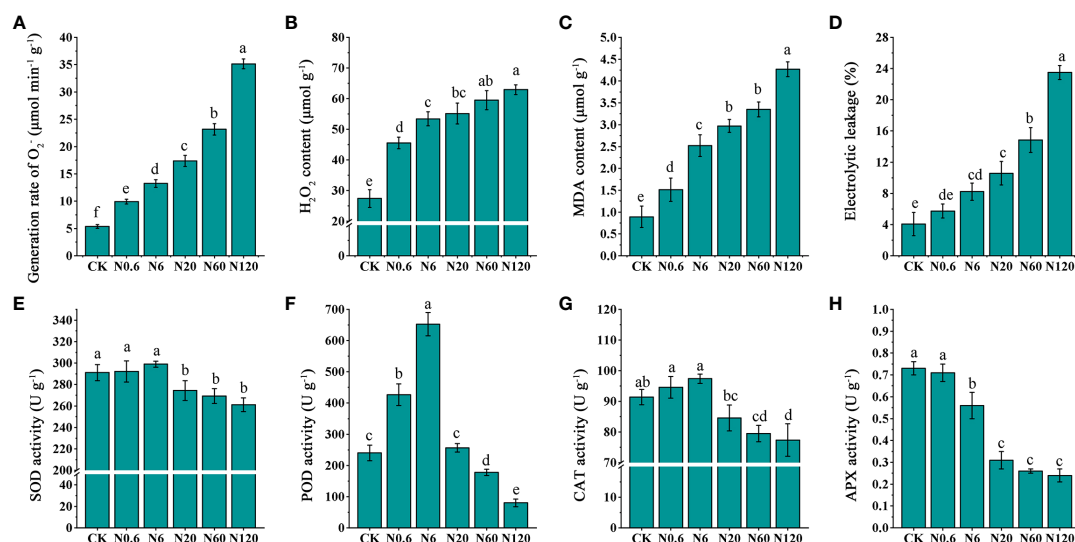 A
Generation rate of O₂·⁻ (μmol min⁻¹ g⁻¹)
40
35
30
25
20
15
10
5
0
f
e
d
c
b
a
CK N0.6 N6 N20 N60 N120
B
H₂O₂ content (μmol g⁻¹)
80
70
60
50
40
30
20
0
e
d
c
bc
ab
a
CK N0.6 N6 N20 N60 N120
C
MDA content (μmol g⁻¹)
5.0
4.5
4.0
3.5
3.0
2.5
2.0
1.5
1.0
0.5
0.0
e
d
c
b
b
a
CK N0.6 N6 N20 N60 N120
D
Electrolytic leakage (%)
28
24
20
16
12
8
4
0
e
de
cd
c
b
a
CK N0.6 N6 N20 N60 N120
E
SOD activity (U g⁻¹)
340
320
300
280
260
240
220
200
40
20
0
a
a
a
b
b
b
CK N0.6 N6 N20 N60 N120
F
POD activity (U g⁻¹)
700
600
500
400
300
200
100
0
c
b
a
c
d
e
CK N0.6 N6 N20 N60 N120
G
CAT activity (U g⁻¹)
120
110
100
90
80
70
10
0
ab
a
a
bc
cd
d
CK N0.6 N6 N20 N60 N120
H
APX activity (U g⁻¹)
1.0
0.9
0.8
0.7
0.6
0.5
0.4
0.3
0.2
0.1
0.0
a
a
b
c
c
c
CK N0.6 N6 N20 N60 N120